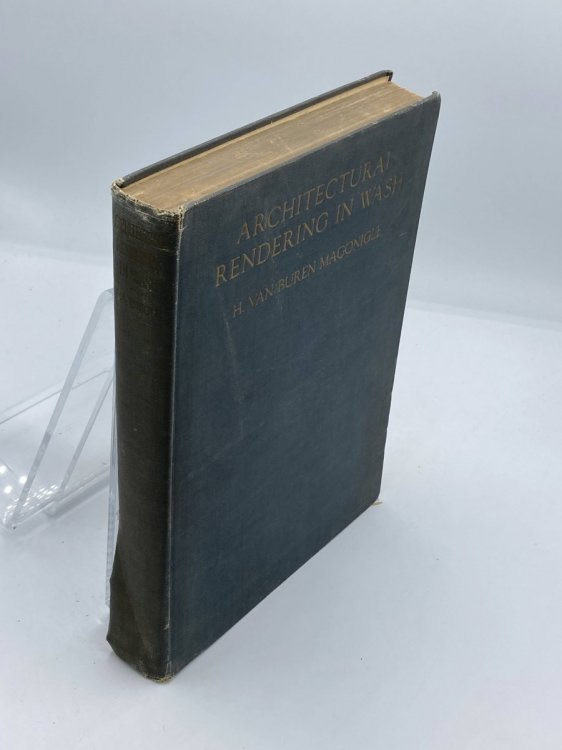 ARCHITECTURAL
RENDERING IN WASH
H. VAN BUREN MAGONIGLE